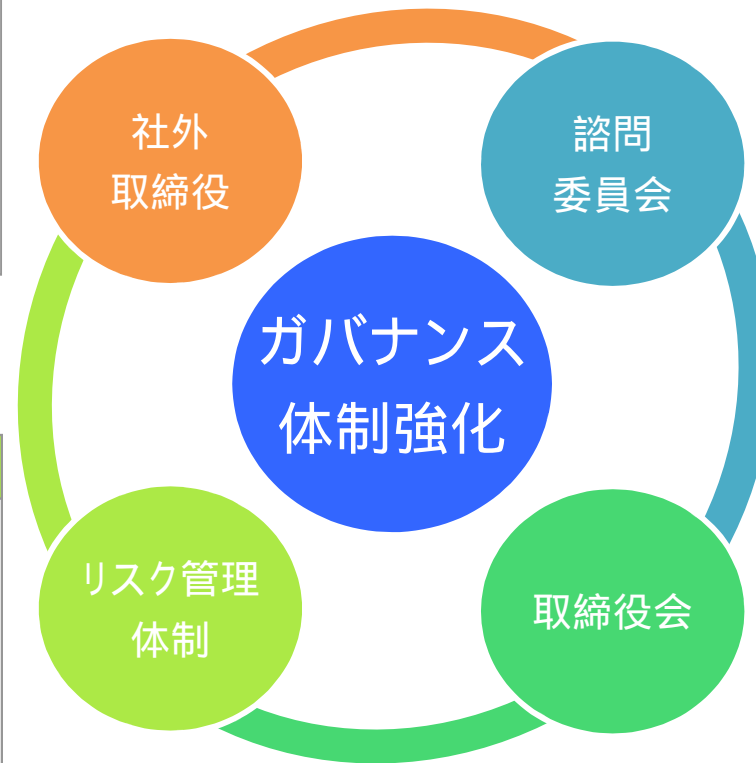 社外
取締役
諮問
委員会
ガバナンス
体制強化
リスク管理
体制
取締役会